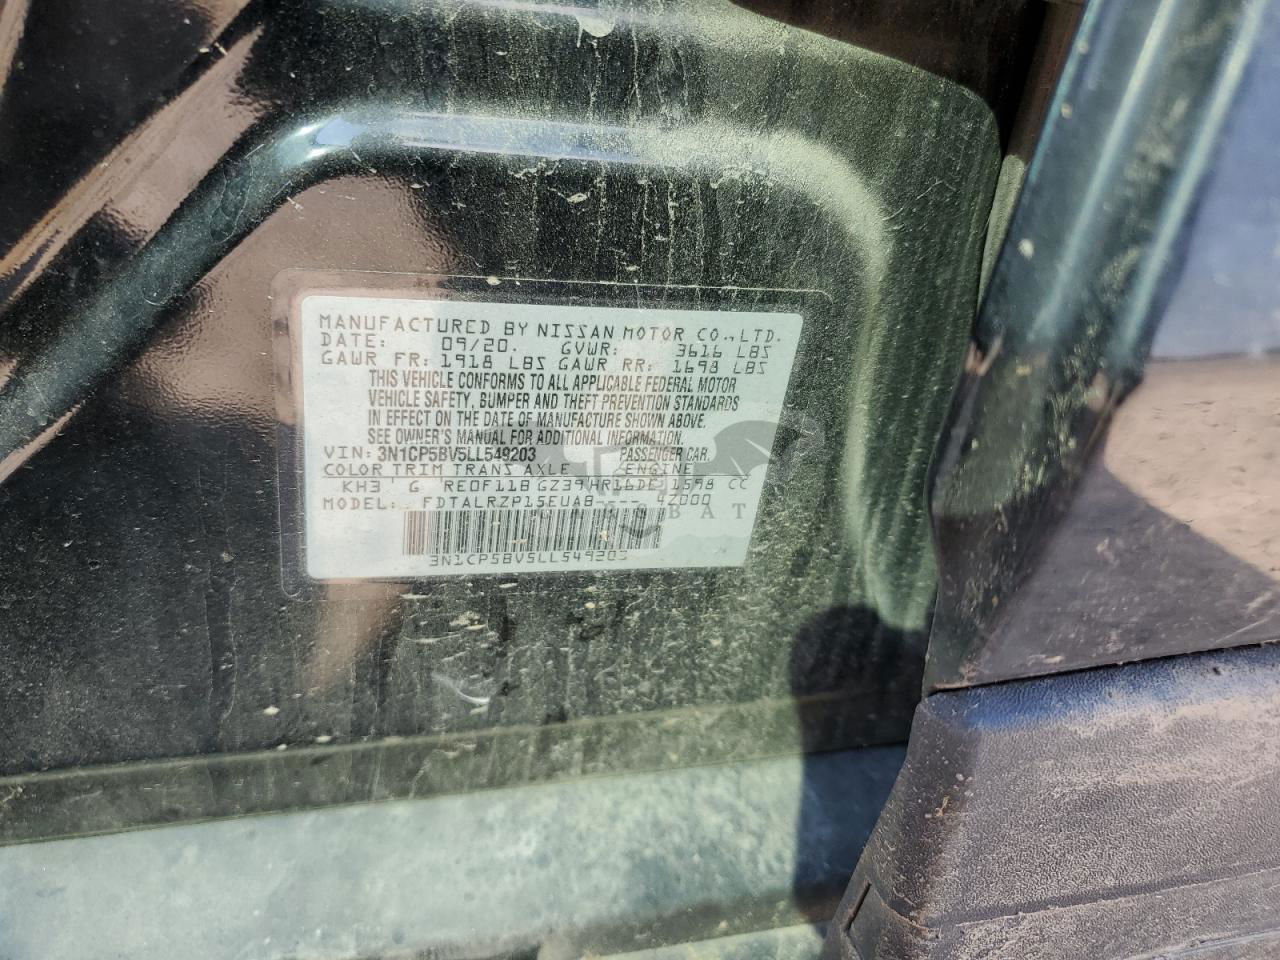 MANUFACTURED BY NISSAN MOTOR CO., LTD.
DATE: 09/20. GVWR: 3616 LBS
GAWR FR: 1918 LBS GAWR RR: 1698 LBS
THIS VEHICLE CONFORMS TO ALL APPLICABLE FEDERAL MOTOR
VEHICLE SAFETY, BUMPER AND THEFT PREVENTION STANDARDS
IN EFFECT ON THE DATE OF MANUFACTURE SHOWN ABOVE.
SEE OWNER'S MANUAL FOR ADDITIONAL INFORMATION.
VIN: 3N1CP5BV5LL549203 PASSENGER CAR.
COLOR TRIM TRANS AXLE ENGINE
KH3 G RE0F11B GZ39 HR16DE 1598 CC
MODEL: FDTALRZP15EUAB---- 4Z000
3N1CP5BV5LL549203